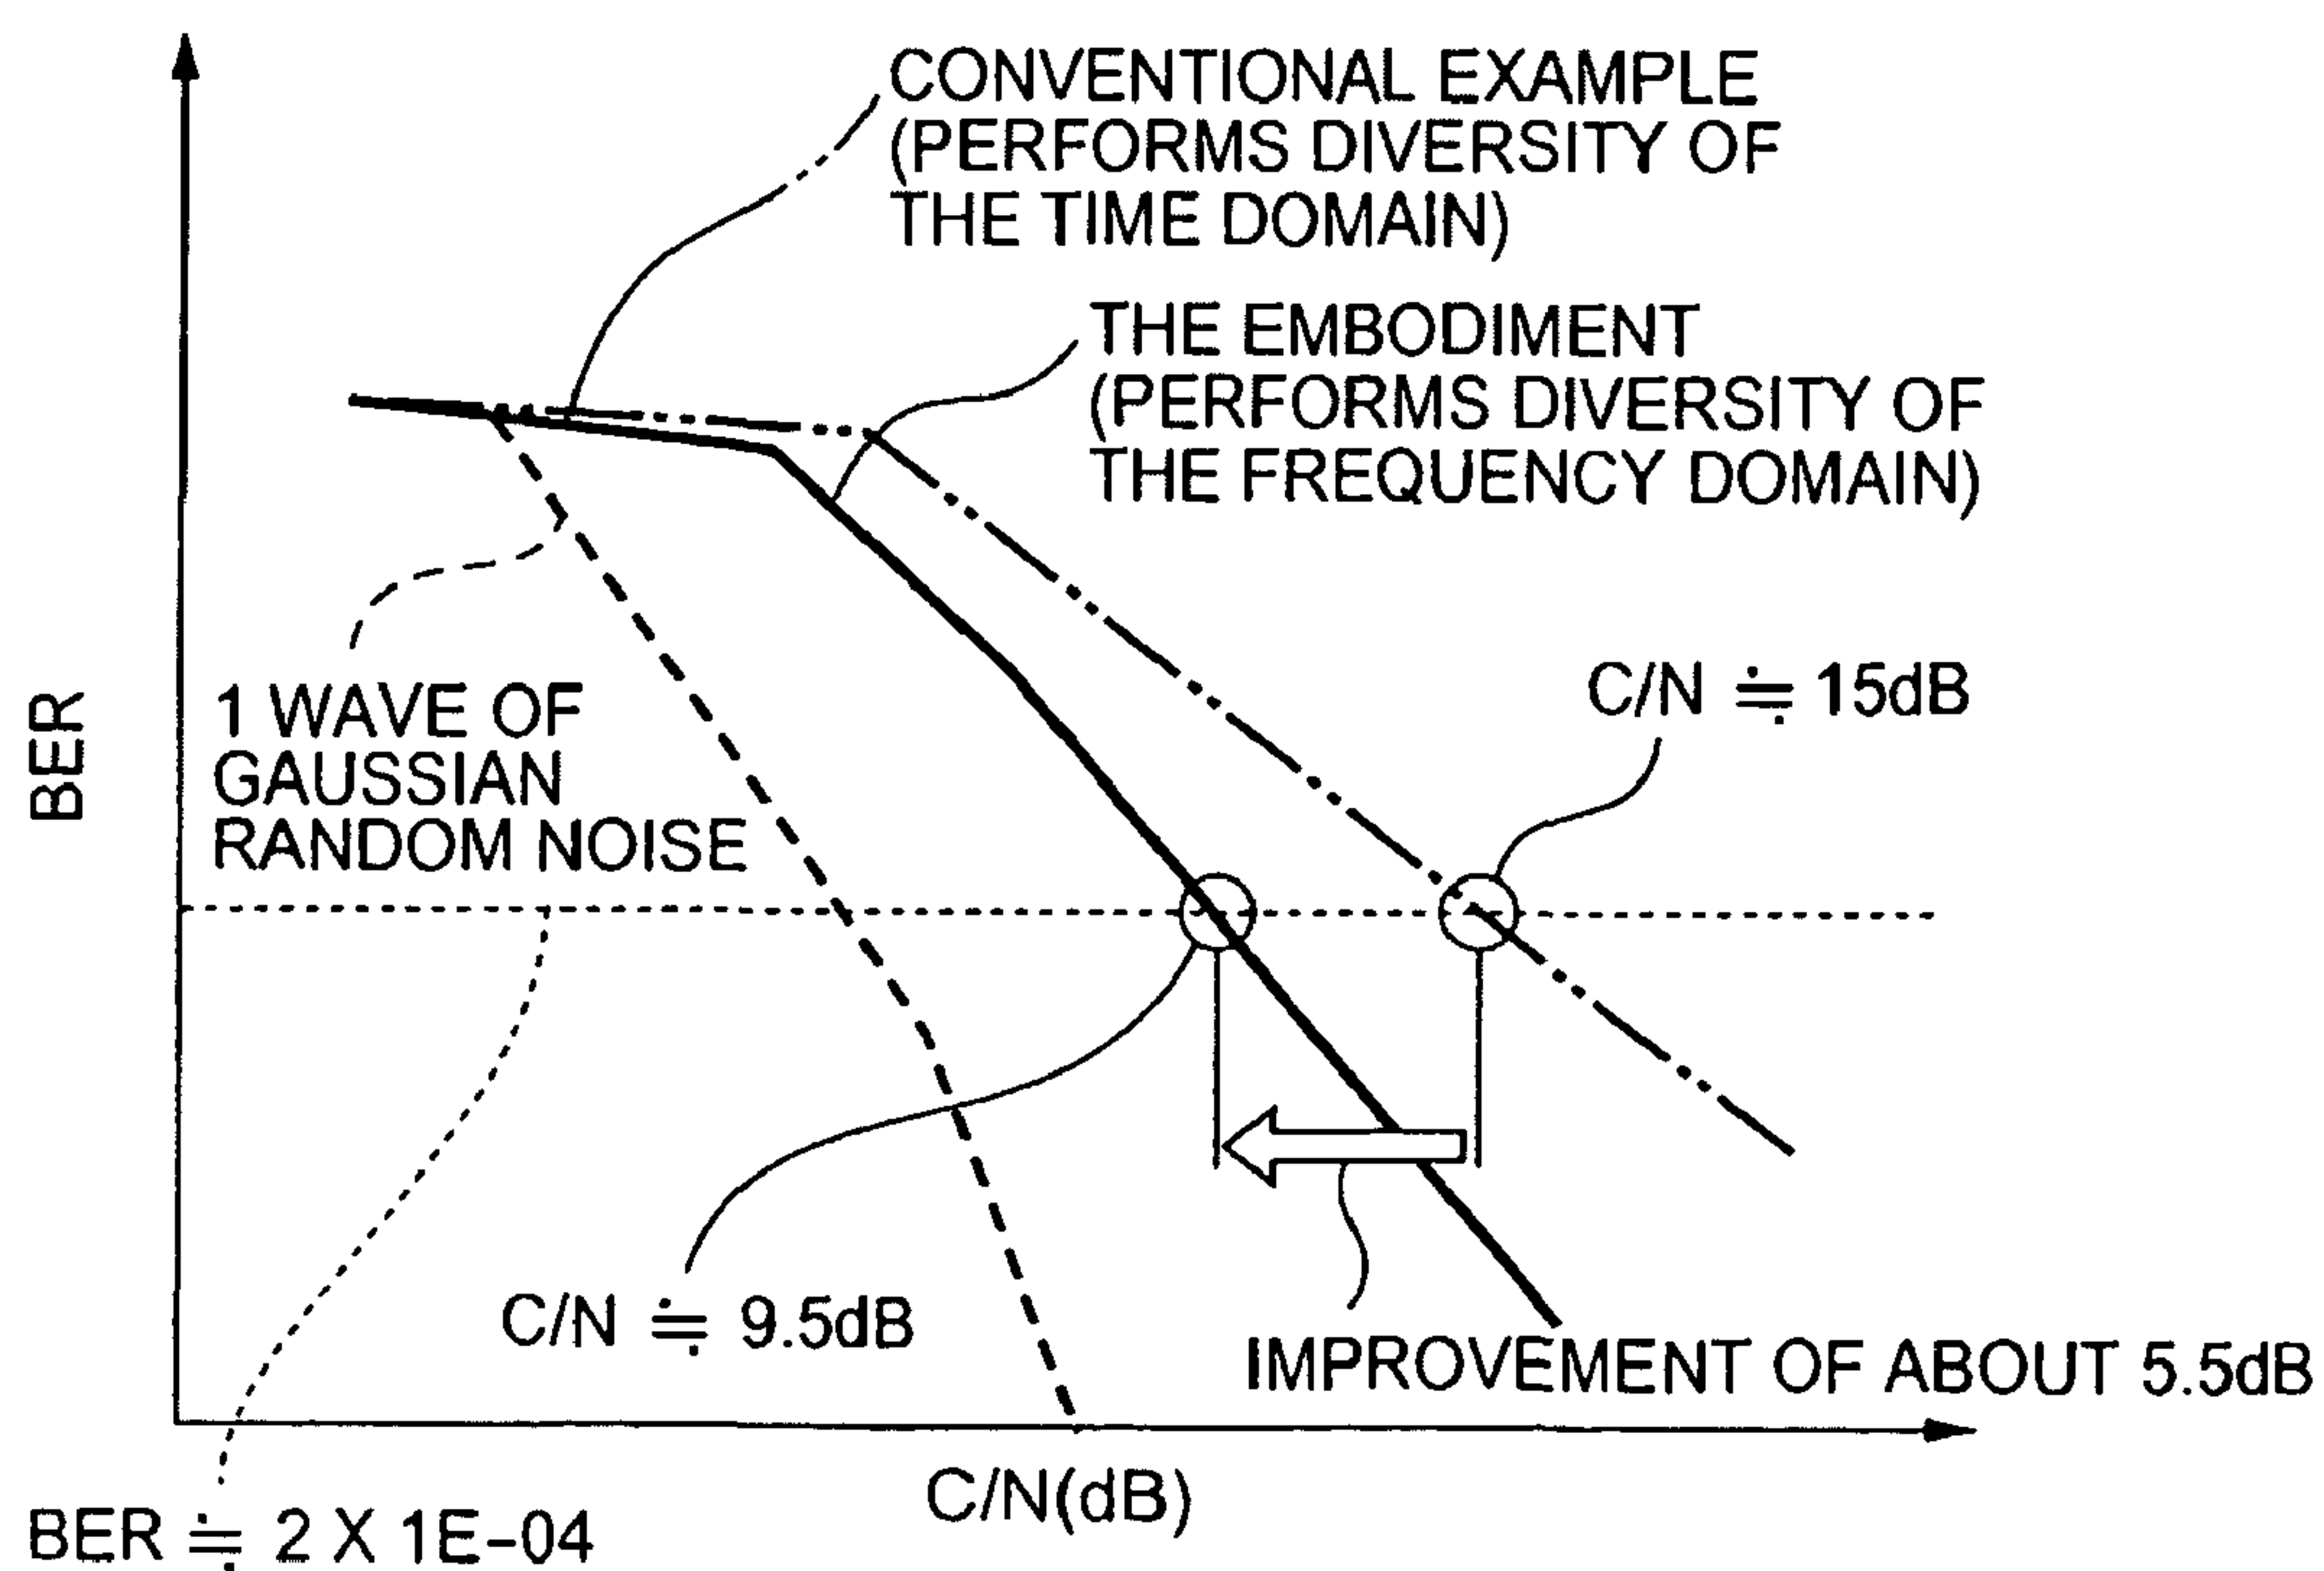 CONVENTIONAL EXAMPLE
(PERFORMS DIVERSITY OF
THE TIME DOMAIN)
THE EMBODIMENT
(PERFORMS DIVERSITY OF
THE FREQUENCY DOMAIN)
C/N ≒ 15dB
1 WAVE OF
GAUSSIAN
RANDOM NOISE
BER
C/N ≒ 9.5dB
IMPROVEMENT OF ABOUT 5.5dB
C/N(dB)
BER ≒ 2 X 1E-04